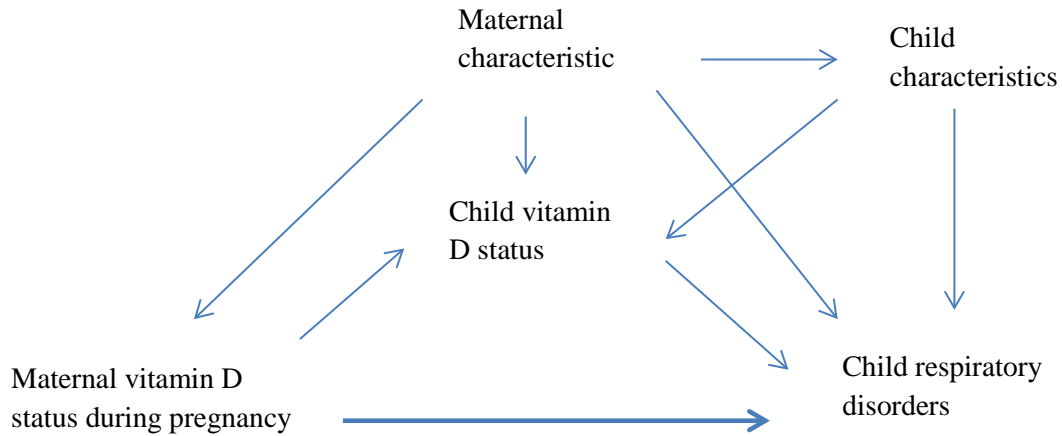 Maternal
characteristic
Child
characteristics
Child vitamin
D status
Maternal vitamin D
status during pregnancy
Child respiratory
disorders